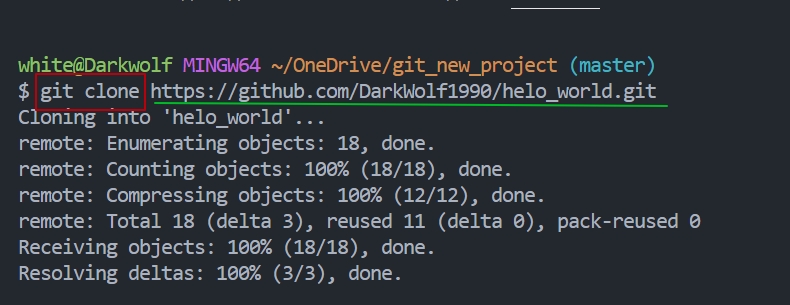 white@Darkwolf MINGW64 ~/OneDrive/git_new_project (master)
$ git clone https://github.com/DarkWolf1990/helo_world.git
Cloning into 'helo_world'...
remote: Enumerating objects: 18, done.
remote: Counting objects: 100% (18/18), done.
remote: Compressing objects: 100% (12/12), done.
remote: Total 18 (delta 3), reused 11 (delta 0), pack-reused 0
Receiving objects: 100% (18/18), done.
Resolving deltas: 100% (3/3), done.